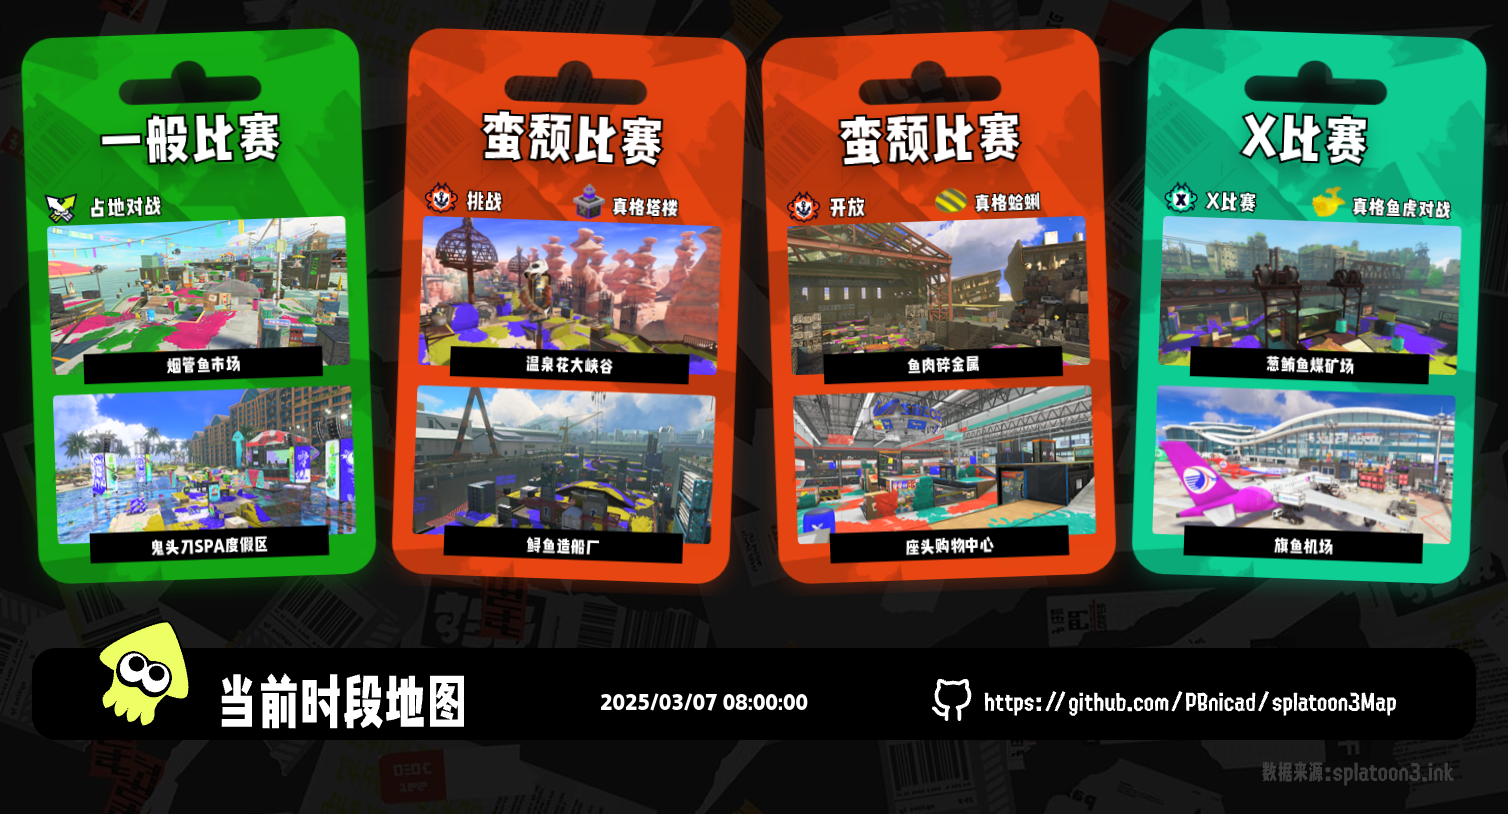 一般比赛
占地对战
烟管鱼市场
鬼头刀SPA度假区
蛮颓比赛
挑战
真格塔楼
温泉花大峡谷
鲟鱼造船厂
蛮颓比赛
开放
真格蛤蜊
鱼肉碎金属
座头购物中心
X比赛
X比赛
真格鱼虎对战
葱鲔鱼煤矿场
旗鱼机场
当前时段地图
2025/03/07 08:00:00
https://github.com/PBnicad/splatoon3Map
数据来源:splatoon3.ink